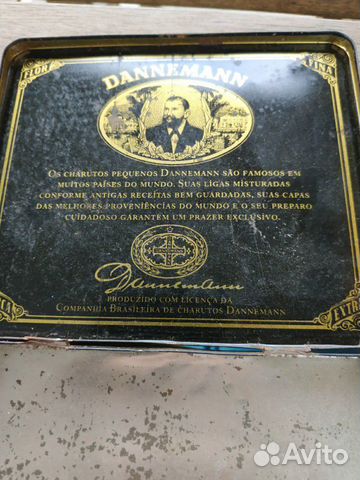 FLOR
FINA
DANNEMANN
OS CHARUTOS PEQUENOS DANNEMANN SÃO FAMOSOS EM
MUITOS PAÍSES DO MUNDO. SUAS LIGAS MISTURADAS
CONFORME ANTIGAS RECEITAS BEM GUARDADAS, SUAS CAPAS
DAS MELHORES PROVENIÊNCIAS DO MUNDO E O SEU PREPARO
CUIDADOSO GARANTEM UM PRAZER EXCLUSIVO.
DANNEMANN
Dannemann
PRODUZIDO COM LICENÇA DA
COMPANHIA BRASILEIRA DE CHARUTOS DANNEMANN
EXTRA
Avito